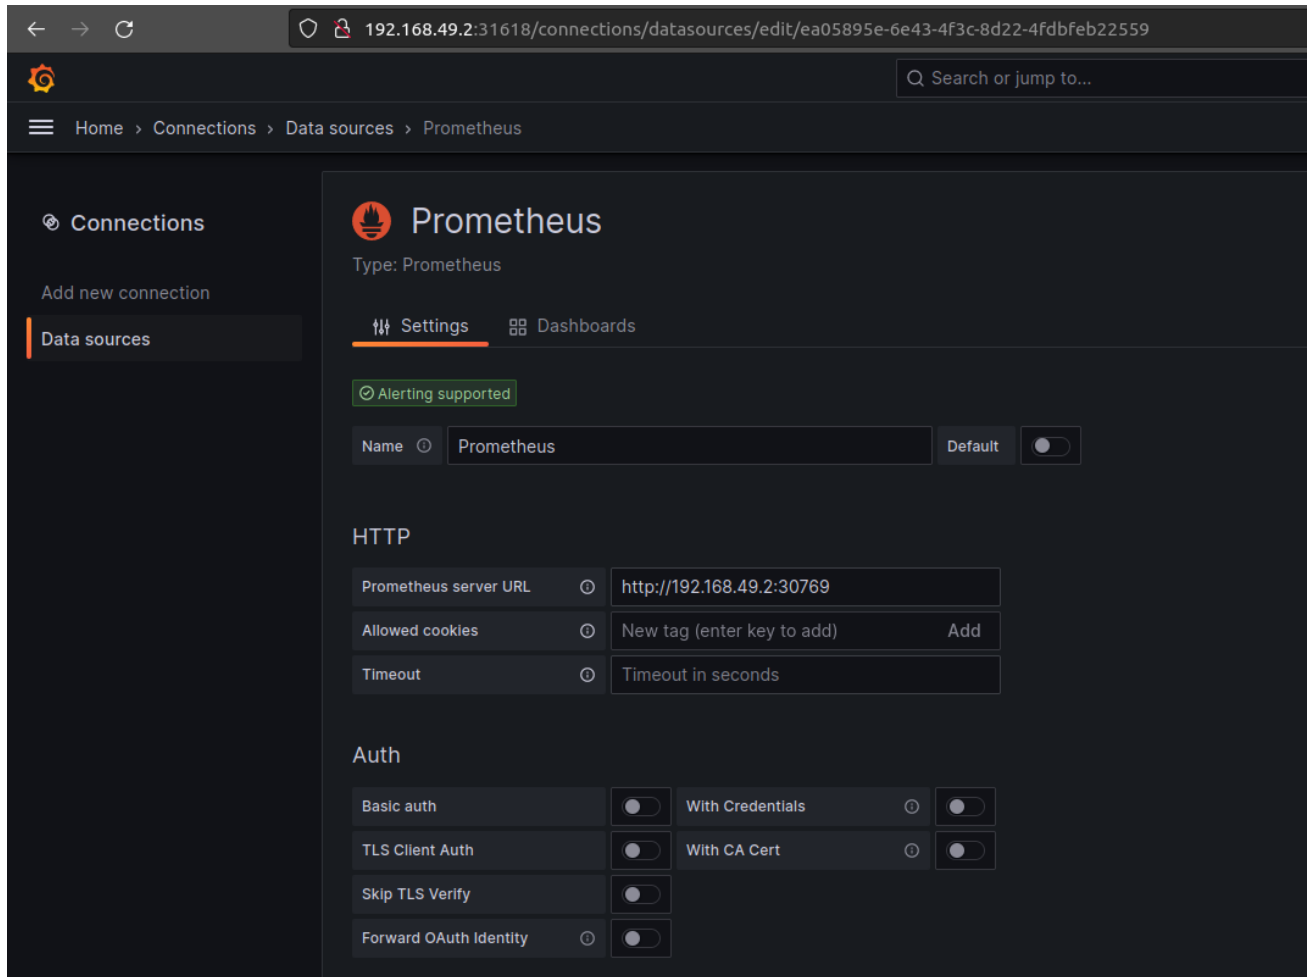 192.168.49.2:31618/connections/datasources/edit/ea05895e-6e43-4f3c-8d22-4fdbfeb22559
Search or jump to...
Home › Connections › Data sources › Prometheus
Connections
Add new connection
Data sources
Prometheus
Type: Prometheus
Settings Dashboards
Alerting supported
Name Prometheus Default
HTTP
Prometheus server URL http://192.168.49.2:30769
Allowed cookies New tag (enter key to add) Add
Timeout Timeout in seconds
Auth
Basic auth With Credentials
TLS Client Auth With CA Cert
Skip TLS Verify
Forward OAuth Identity